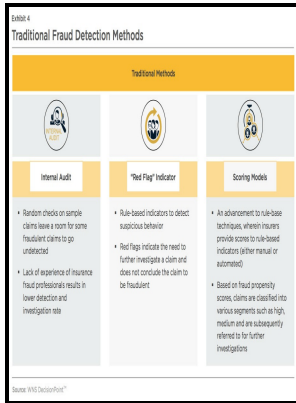 Exhibit 4
Traditional Fraud Detection Methods
Traditional Methods
INTERNAL
AUDIT
Internal Audit
• Random checks on sample
claims leave a room for some
fraudulent claims to go
undetected
• Lack of experience of insurance
fraud professionals results in
lower detection and
investigation rate
"Red Flag" Indicator
• Rule-based indicators to detect
suspicious behavior
• Red flags indicate the need to
further investigate a claim and
does not conclude the claim to
be fraudulent
Scoring Models
• An advancement to rule-base
techniques, wherein insurers
provide scores to rule-based
indicators (either manual or
automated)
• Based on fraud propensity
scores, claims are classified into
various segments such as high,
medium and are subsequently
referred to for further
investigations
Source: WNS DecisionPoint™